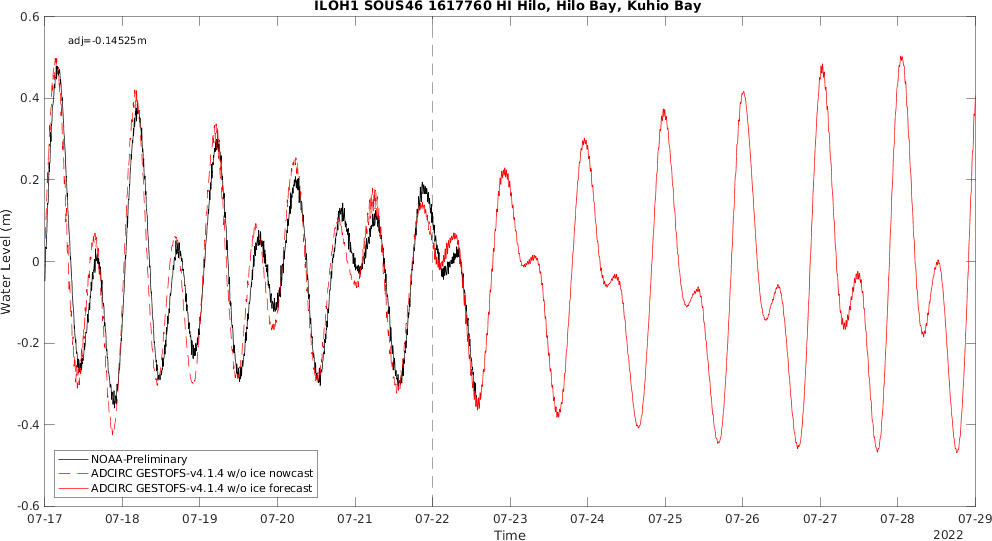 ILOH1 SOUS46 1617760 HI Hilo, Hilo Bay, Kuhio Bay
adj=-0.14525m
Water Level (m)
0.6
0.4
0.2
0
-0.2
-0.4
-0.6
NOAA-Preliminary
ADCIRC GESTOFS-v4.1.4 w/o ice nowcast
ADCIRC GESTOFS-v4.1.4 w/o ice forecast
07-17 07-18 07-19 07-20 07-21 07-22 07-23 07-24 07-25 07-26 07-27 07-28 07-29
Time
2022